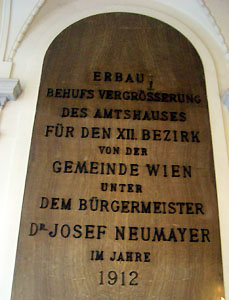 ERBAUT
BEHUFS VERGRÖSSERUNG
DES AMTSHAUSES
FÜR DEN XII. BEZIRK
VON DER
GEMEINDE WIEN
UNTER
DEM BÜRGERMEISTER
DR. JOSEF NEUMAYER
IM JAHRE
1912